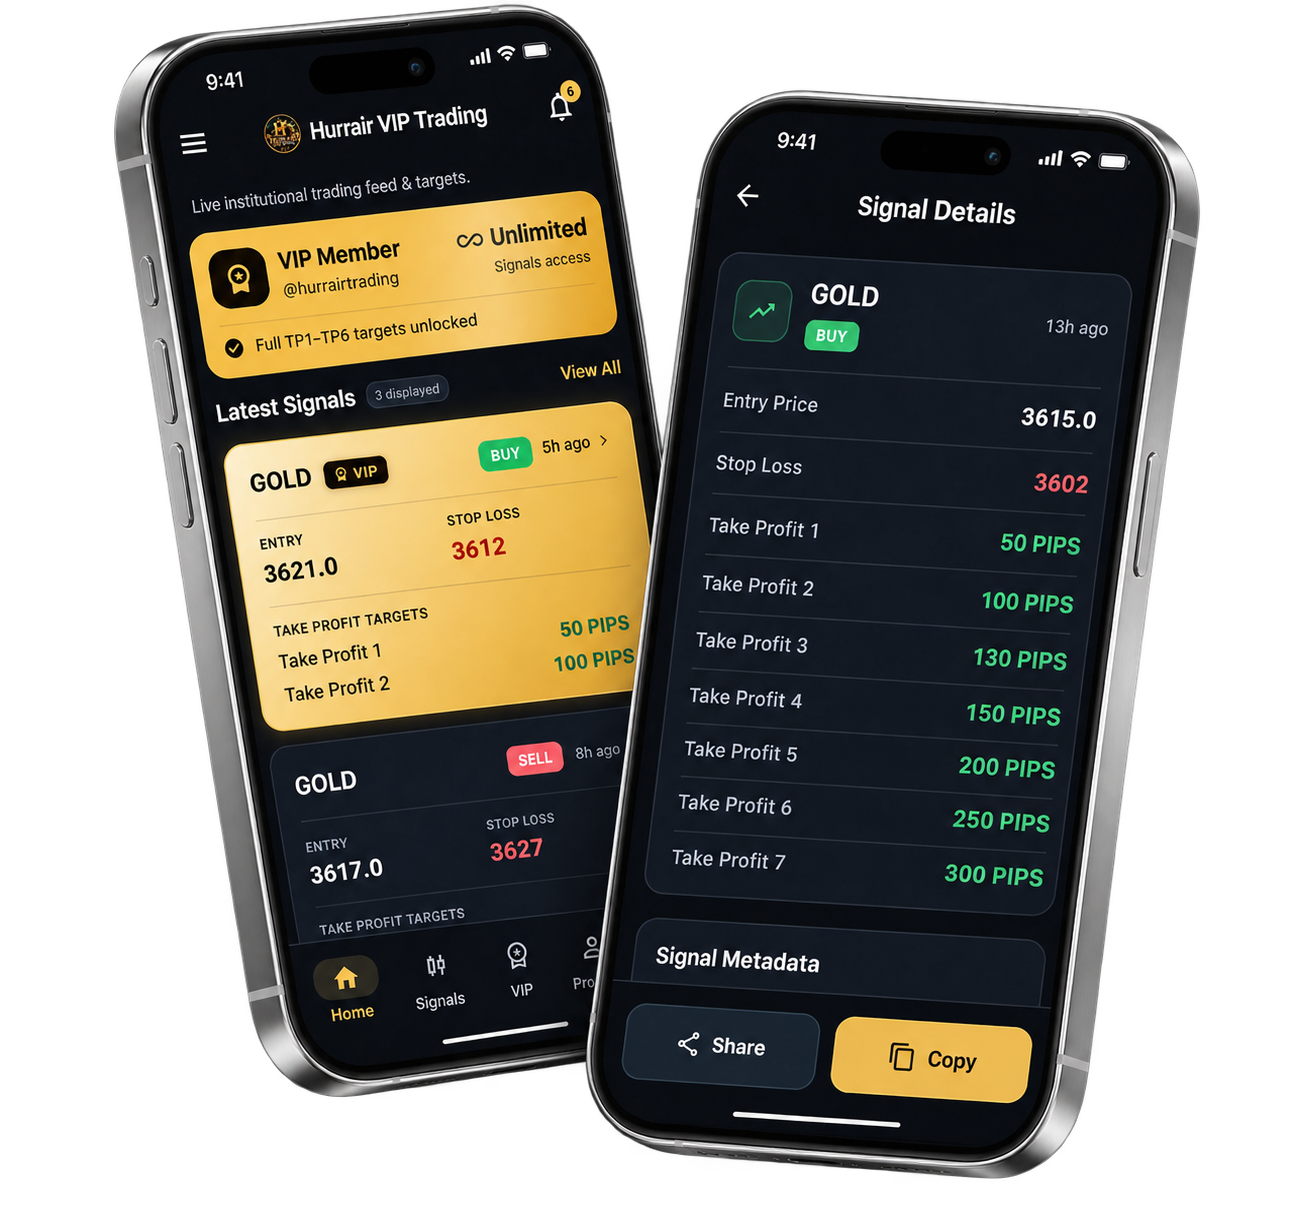 9:41
Hurrair VIP Trading
6
Live institutional trading feed & targets.
VIP Member
@hurrairtrading
Unlimited
Signals access
Full TP1–TP6 targets unlocked
Latest Signals
3 displayed
View All
GOLD
VIP
BUY
5h ago
ENTRY
3621.0
STOP LOSS
3612
TAKE PROFIT TARGETS
Take Profit 1 50 PIPS
Take Profit 2 100 PIPS
GOLD
SELL
8h ago
ENTRY
3617.0
STOP LOSS
3627
TAKE PROFIT TARGETS
Home
Signals
VIP
Pro
9:41
Signal Details
GOLD
BUY
13h ago
Entry Price 3615.0
Stop Loss 3602
Take Profit 1 50 PIPS
Take Profit 2 100 PIPS
Take Profit 3 130 PIPS
Take Profit 4 150 PIPS
Take Profit 5 200 PIPS
Take Profit 6 250 PIPS
Take Profit 7 300 PIPS
Signal Metadata
Share
Copy